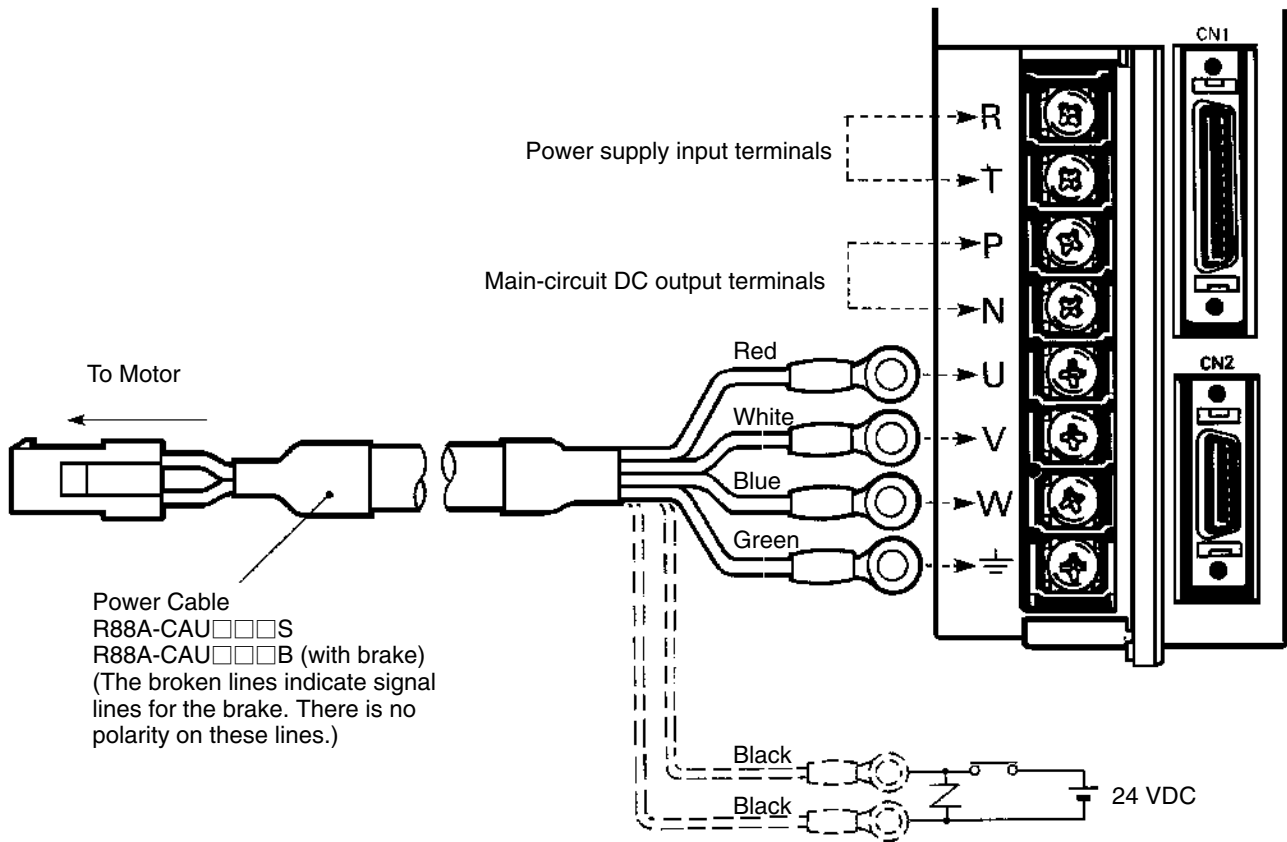 CN1
R
Power supply input terminals
T
P
Main-circuit DC output terminals
N
Red
CN2
To Motor
U
White
V
Blue
W
Green
Power Cable
R88A-CAU□□□S
R88A-CAU□□□B (with brake)
(The broken lines indicate signal
lines for the brake. There is no
polarity on these lines.)
Black
24 VDC
Black